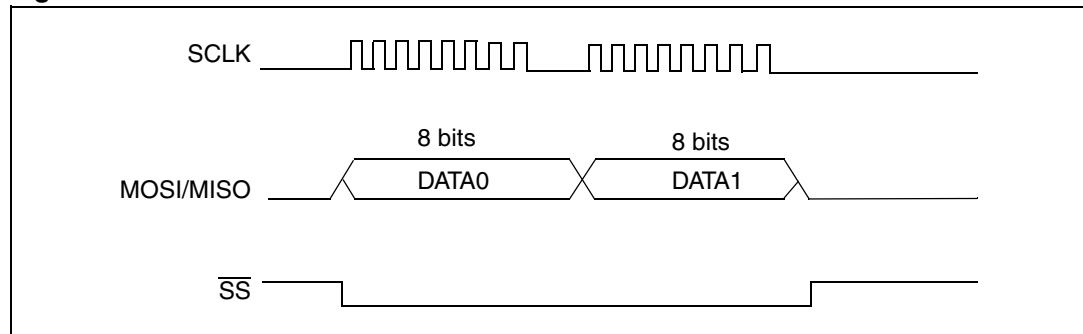 SCLK
8 bits 8 bits
MOSI/MISO DATA0 DATA1
SS